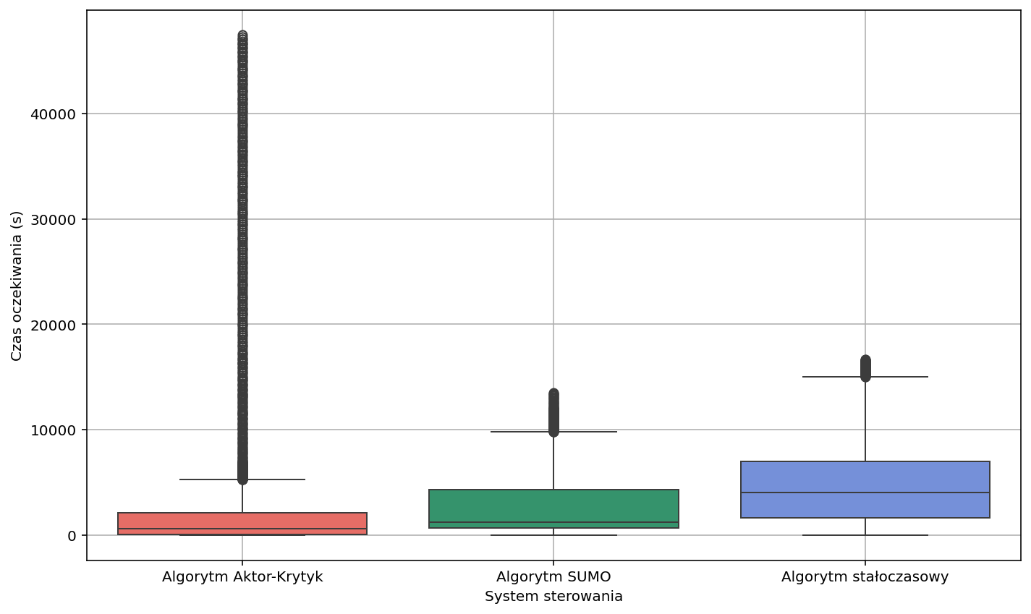 Czas oczekiwania (s)
40000
30000
20000
10000
0
Algorytm Aktor-Krytyk
Algorytm SUMO
Algorytm stałoczasowy
System sterowania